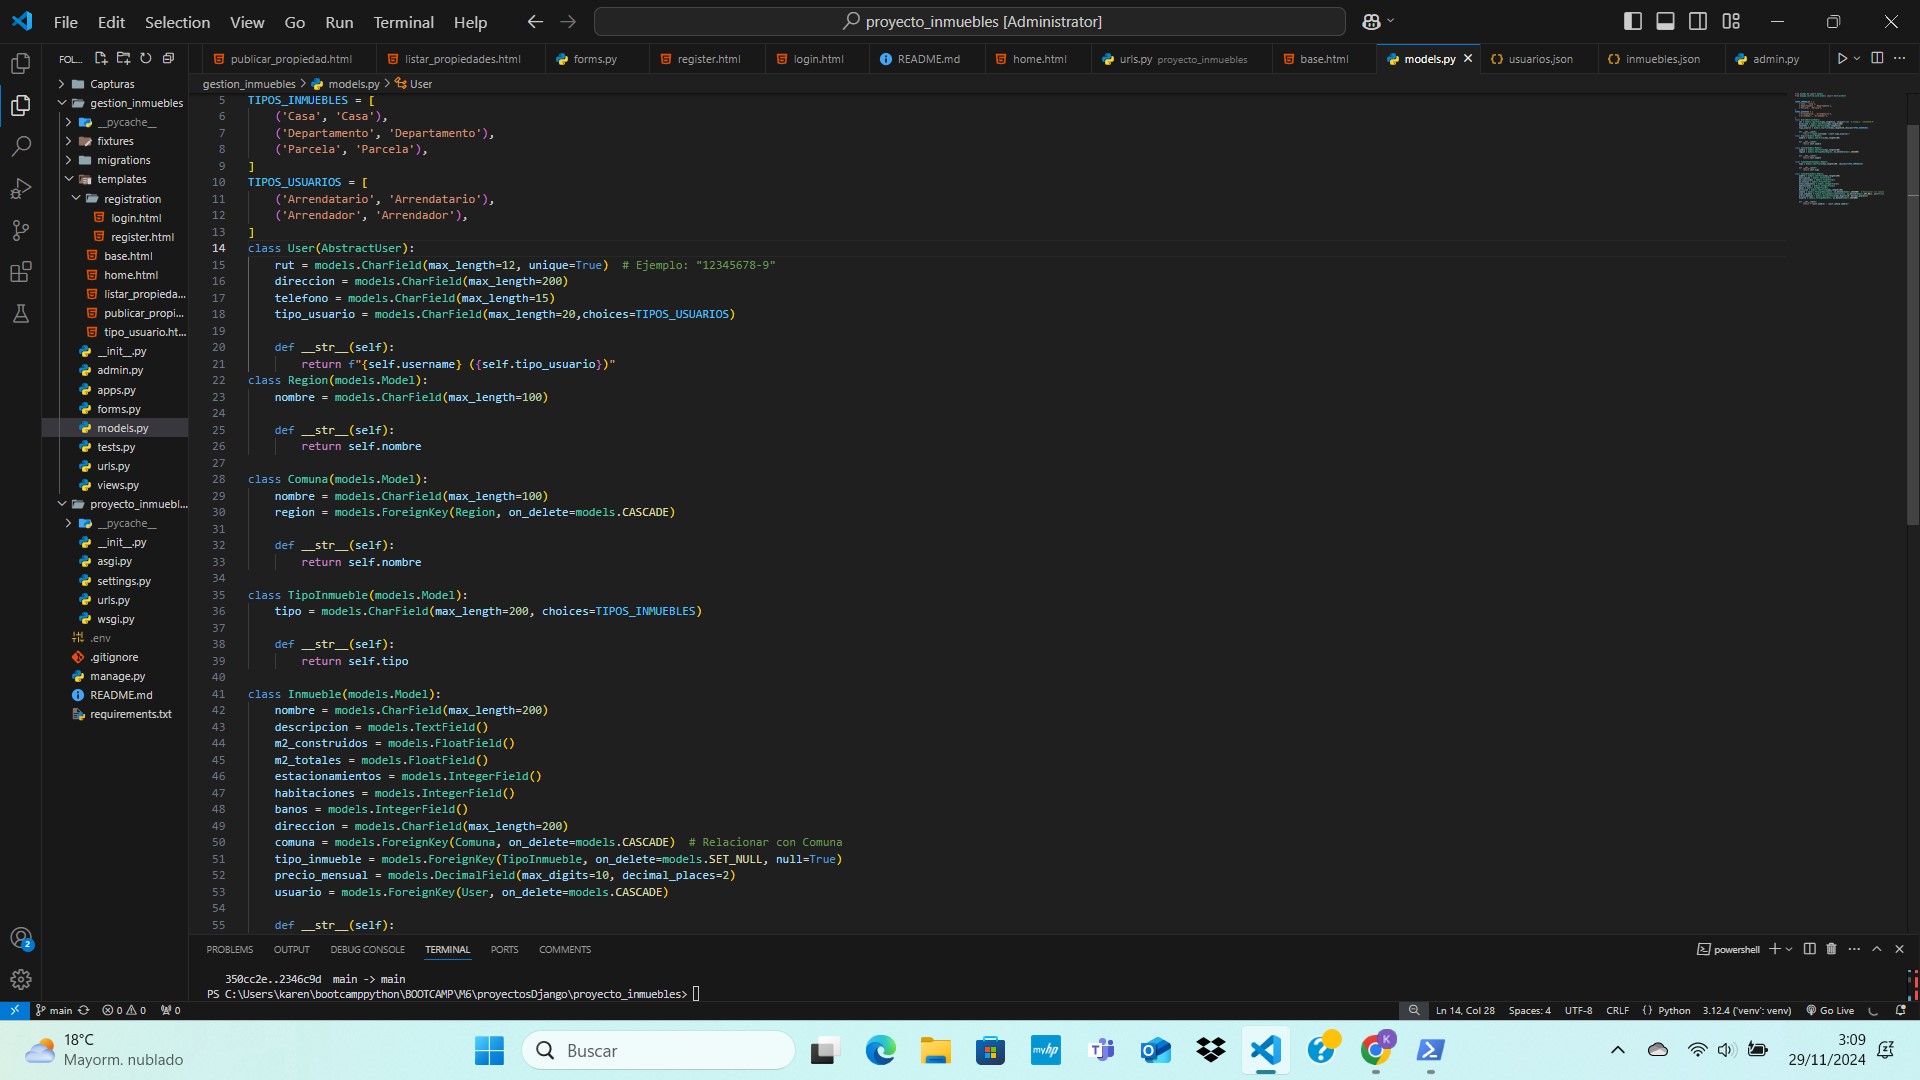 File Edit Selection View Go Run Terminal Help
proyecto_inmuebles [Administrator]
FOL...
publicar_propiedad.html listar_propiedades.html forms.py register.html login.html README.md home.html urls.py proyecto_inmuebles base.html models.py usuarios.json inmuebles.json admin.py
gestion_inmuebles > models.py > User
Capturas
gestion_inmuebles
__pycache__
fixtures
migrations
templates
registration
login.html
register.html
base.html
home.html
listar_propieda...
publicar_propi...
tipo_usuario.ht...
__init__.py
admin.py
apps.py
forms.py
models.py
tests.py
urls.py
views.py
proyecto_inmuebl...
__pycache__
__init__.py
asgi.py
settings.py
urls.py
wsgi.py
.env
.gitignore
manage.py
README.md
requirements.txt
5 TIPOS_INMUEBLES = [
6 ('Casa', 'Casa'),
7 ('Departamento', 'Departamento'),
8 ('Parcela', 'Parcela'),
9 ]
10 TIPOS_USUARIOS = [
11 ('Arrendatario', 'Arrendatario'),
12 ('Arrendador', 'Arrendador'),
13 ]
14 class User(AbstractUser):
15 rut = models.CharField(max_length=12, unique=True)  # Ejemplo: "12345678-9"
16 direccion = models.CharField(max_length=200)
17 telefono = models.CharField(max_length=15)
18 tipo_usuario = models.CharField(max_length=20,choices=TIPOS_USUARIOS)
19
20 def __str__(self):
21 return f"{self.username} ({self.tipo_usuario})"
22 class Region(models.Model):
23 nombre = models.CharField(max_length=100)
24
25 def __str__(self):
26 return self.nombre
27
28 class Comuna(models.Model):
29 nombre = models.CharField(max_length=100)
30 region = models.ForeignKey(Region, on_delete=models.CASCADE)
31
32 def __str__(self):
33 return self.nombre
34
35 class TipoInmueble(models.Model):
36 tipo = models.CharField(max_length=200, choices=TIPOS_INMUEBLES)
37
38 def __str__(self):
39 return self.tipo
40
41 class Inmueble(models.Model):
42 nombre = models.CharField(max_length=200)
43 descripcion = models.TextField()
44 m2_construidos = models.FloatField()
45 m2_totales = models.FloatField()
46 estacionamientos = models.IntegerField()
47 habitaciones = models.IntegerField()
48 banos = models.IntegerField()
49 direccion = models.CharField(max_length=200)
50 comuna = models.ForeignKey(Comuna, on_delete=models.CASCADE)  # Relacionar con Comuna
51 tipo_inmueble = models.ForeignKey(TipoInmueble, on_delete=models.SET_NULL, null=True)
52 precio_mensual = models.DecimalField(max_digits=10, decimal_places=2)
53 usuario = models.ForeignKey(User, on_delete=models.CASCADE)
54
55 def __str__(self):
PROBLEMS OUTPUT DEBUG CONSOLE TERMINAL PORTS COMMENTS
powershell
350cc2e..2346c9d  main -> main
PS C:\Users\karen\bootcamppython\BOOTCAMP\M6\proyectosDjango\proyecto_inmuebles>
2
main 0 0 0 Ln 14, Col 28 Spaces: 4 UTF-8 CRLF Python 3.12.4 ('venv': venv) Go Live
18°C
Mayorm. nublado
Buscar
myhp
K
3:09
29/11/2024